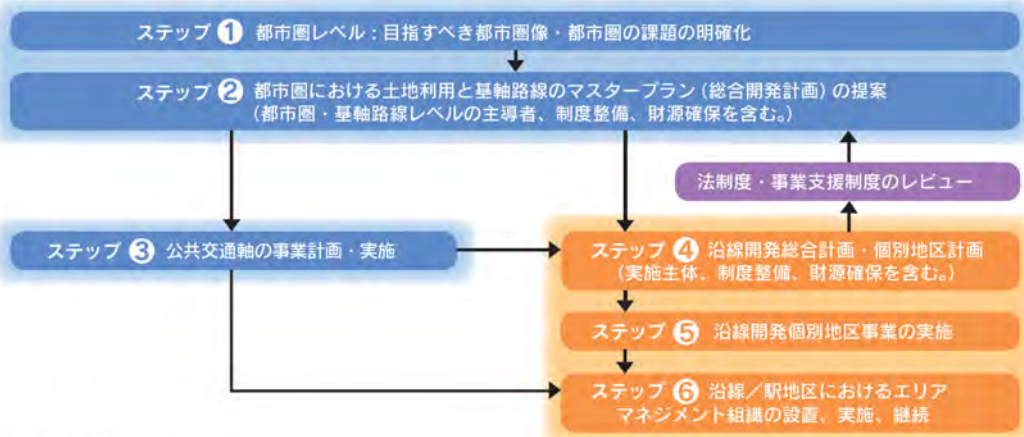 ステップ ❶ 都市圏レベル：目指すべき都市圏像・都市圏の課題の明確化
ステップ ❷ 都市圏における土地利用と基軸路線のマスタープラン（総合開発計画）の提案
（都市圏・基軸路線レベルの主導者、制度整備、財源確保を含む。）
法制度・事業支援制度のレビュー
ステップ ❸ 公共交通軸の事業計画・実施
ステップ ❹ 沿線開発総合計画・個別地区計画
（実施主体、制度整備、財源確保を含む。）
ステップ ❺ 沿線開発個別地区事業の実施
ステップ ❻ 沿線／駅地区におけるエリア
マネジメント組織の設置、実施、継続